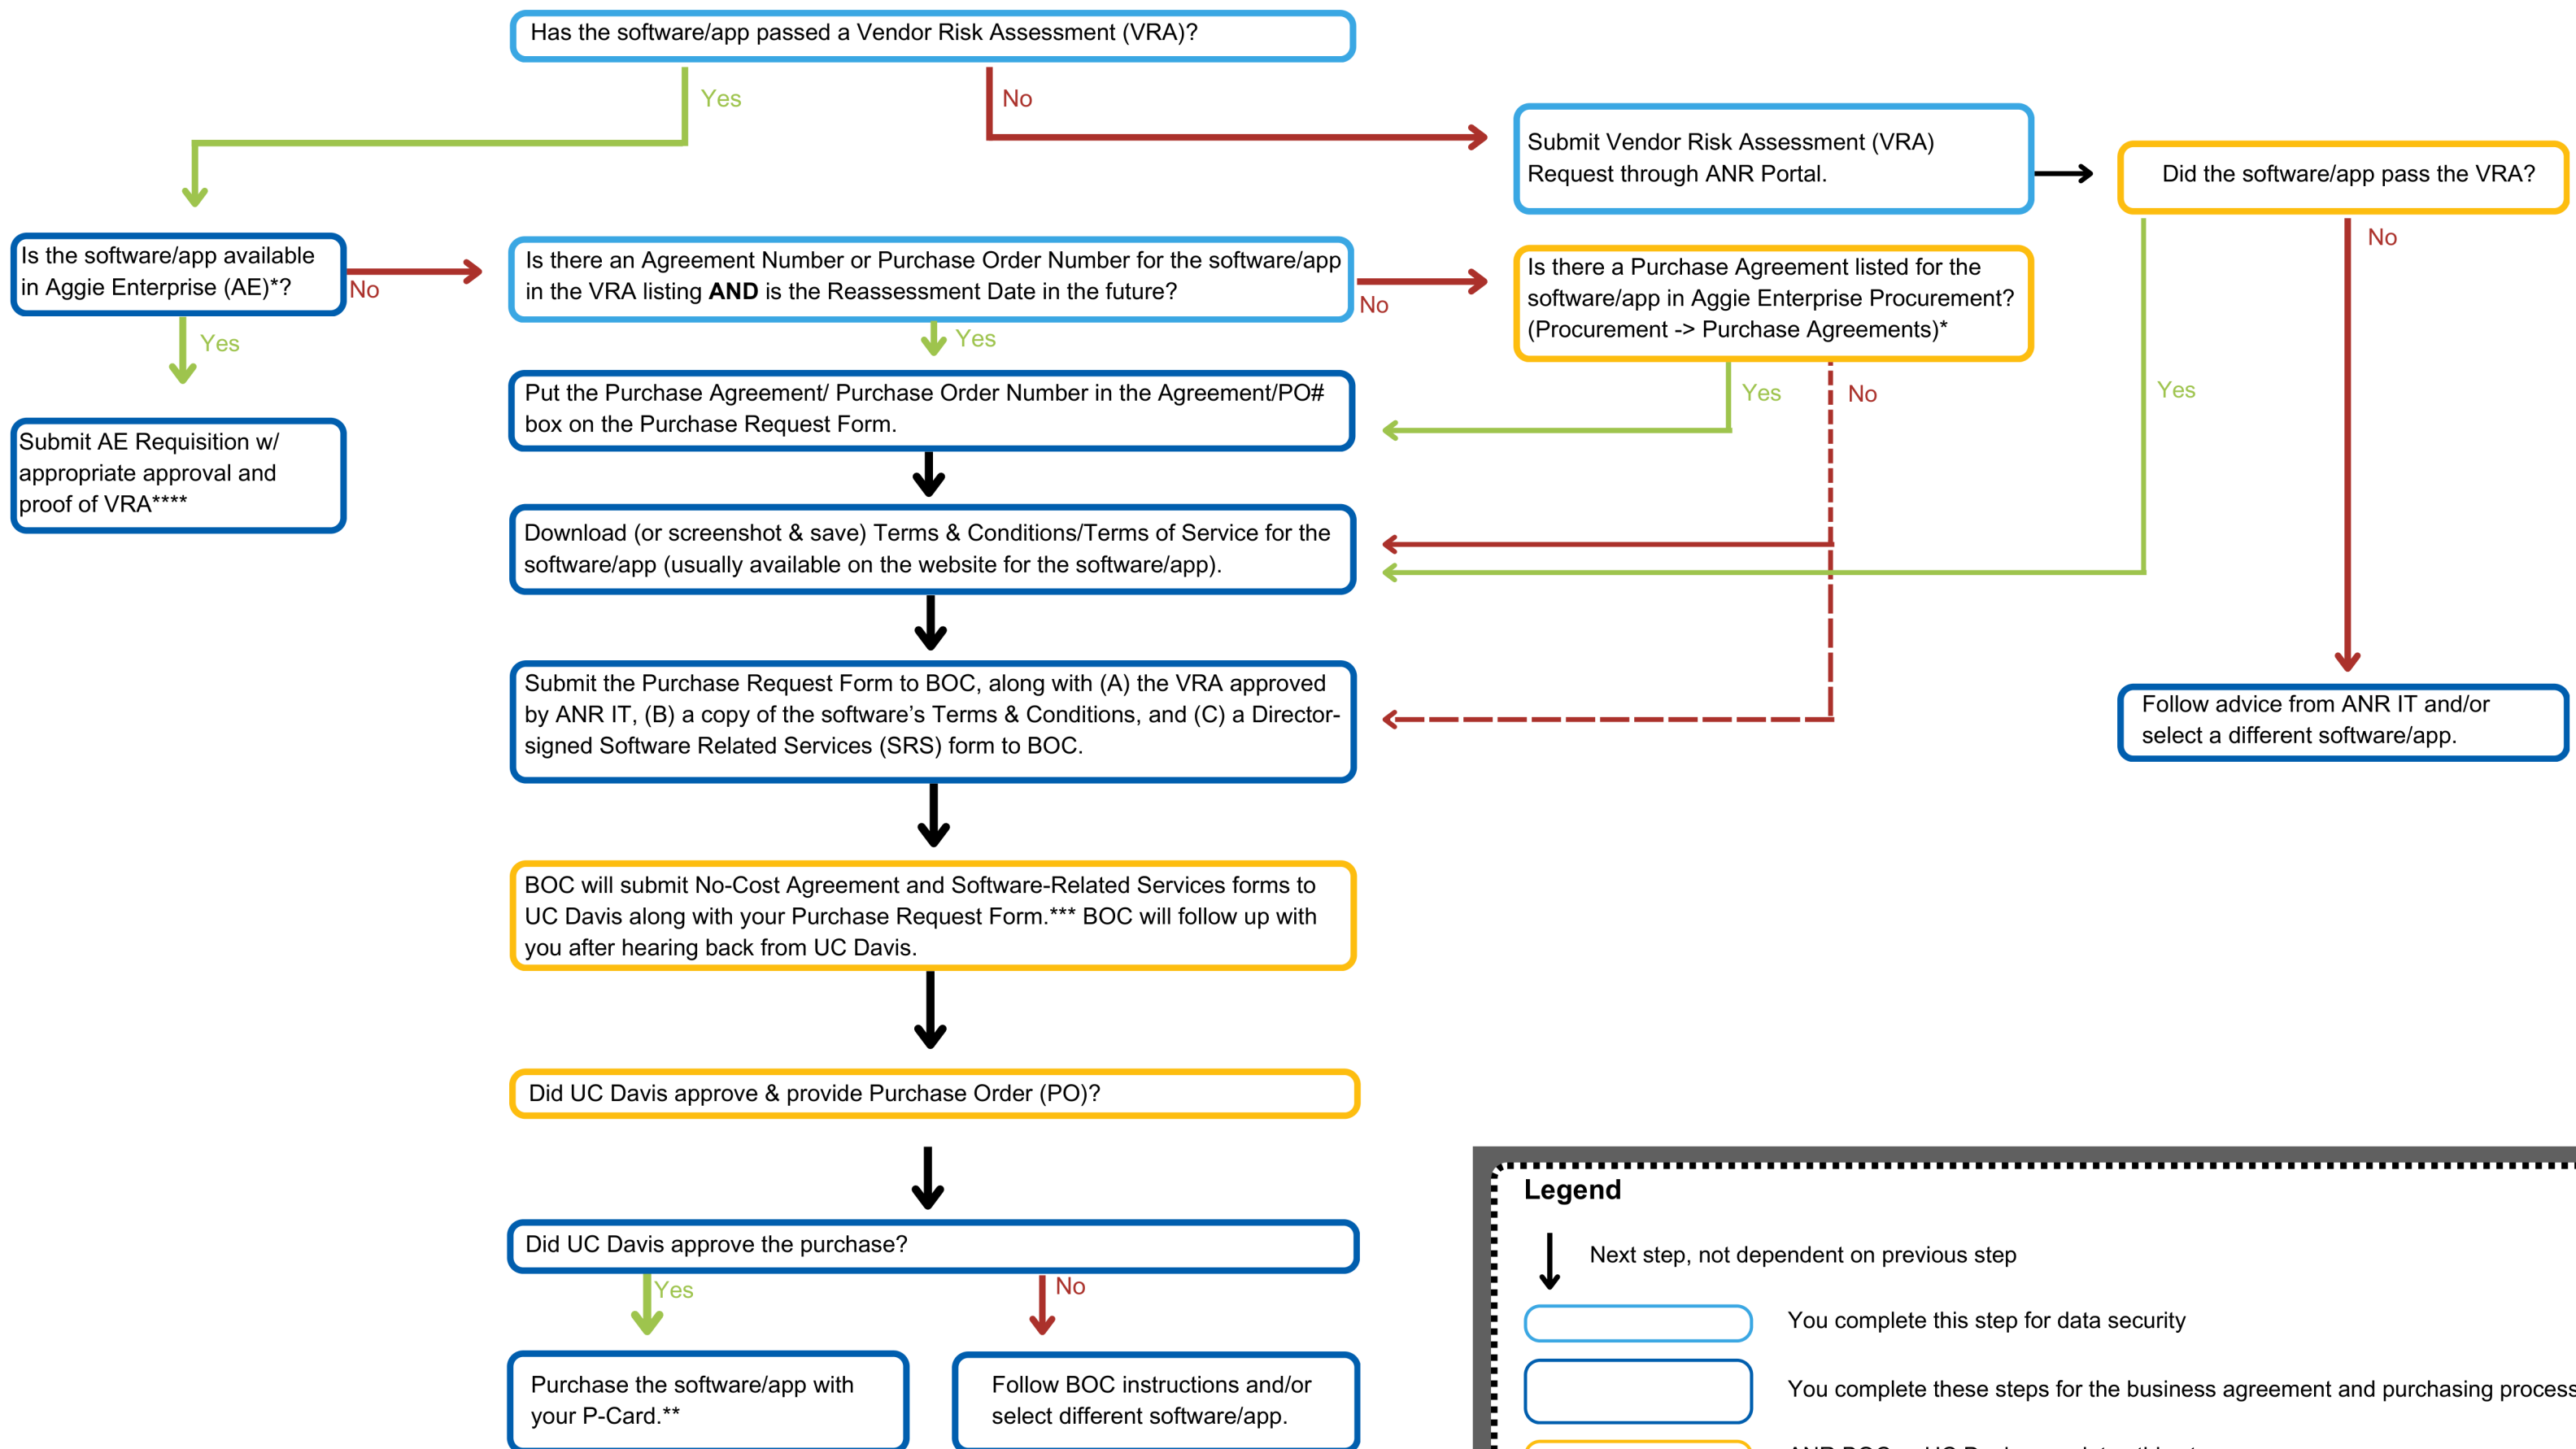 Has the software/app passed a Vendor Risk Assessment (VRA)?
Yes
No
Submit Vendor Risk Assessment (VRA)
Request through ANR Portal.
Did the software/app pass the VRA?
Is the software/app available
in Aggie Enterprise (AE)*?
No
Yes
Is there an Agreement Number or Purchase Order Number for the software/app
in the VRA listing AND is the Reassessment Date in the future?
No
Yes
Is there a Purchase Agreement listed for the
software/app in Aggie Enterprise Procurement?
(Procurement -> Purchase Agreements)*
Yes
No
Yes
No
Submit AE Requisition w/
appropriate approval and
proof of VRA****
Put the Purchase Agreement/ Purchase Order Number in the Agreement/PO#
box on the Purchase Request Form.
Download (or screenshot & save) Terms & Conditions/Terms of Service for the
software/app (usually available on the website for the software/app).
Submit the Purchase Request Form to BOC, along with (A) the VRA approved
by ANR IT, (B) a copy of the software’s Terms & Conditions, and (C) a Director-
signed Software Related Services (SRS) form to BOC.
Follow advice from ANR IT and/or
select a different software/app.
BOC will submit No-Cost Agreement and Software-Related Services forms to
UC Davis along with your Purchase Request Form.*** BOC will follow up with
you after hearing back from UC Davis.
Did UC Davis approve & provide Purchase Order (PO)?
Did UC Davis approve the purchase?
Yes
No
Purchase the software/app with
your P-Card.**
Follow BOC instructions and/or
select different software/app.
Legend
Next step, not dependent on previous step
You complete this step for data security
You complete these steps for the business agreement and purchasing process